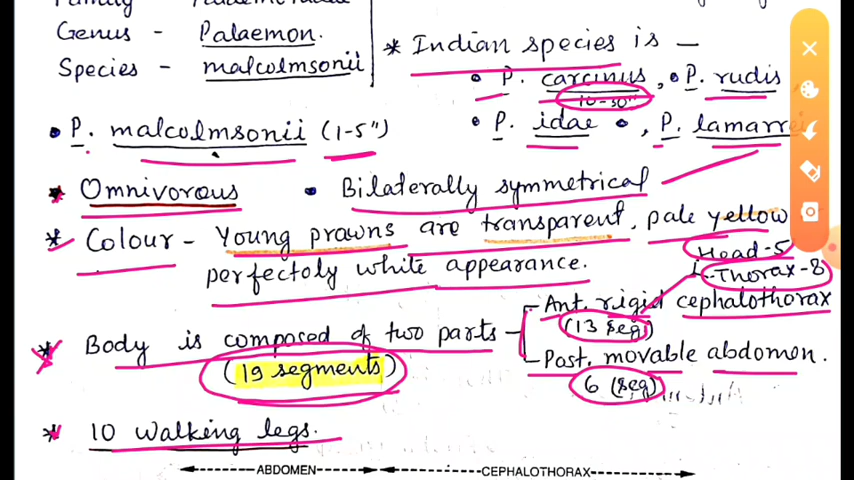 Genus - Palaemon.
Species - malcolmsonii
* Indian species is —
• P. carcinus, • P. rudis
10-30"
• P. idae • , P. lamarrei
• P. malcolmsonii (1-5")
* Omnivorous • Bilaterally symmetrical
* Colour - Young prawns are transparent, pale yellow
perfectoly white appearance.
Head-5
Thorax-8
* Body is composed of two parts
(19 segments)
Ant. rigid cephalothorax
(13 seg)
Post. movable abdomen.
6 (seg)
* 10 walking legs.
ABDOMEN CEPHALOTHORAX